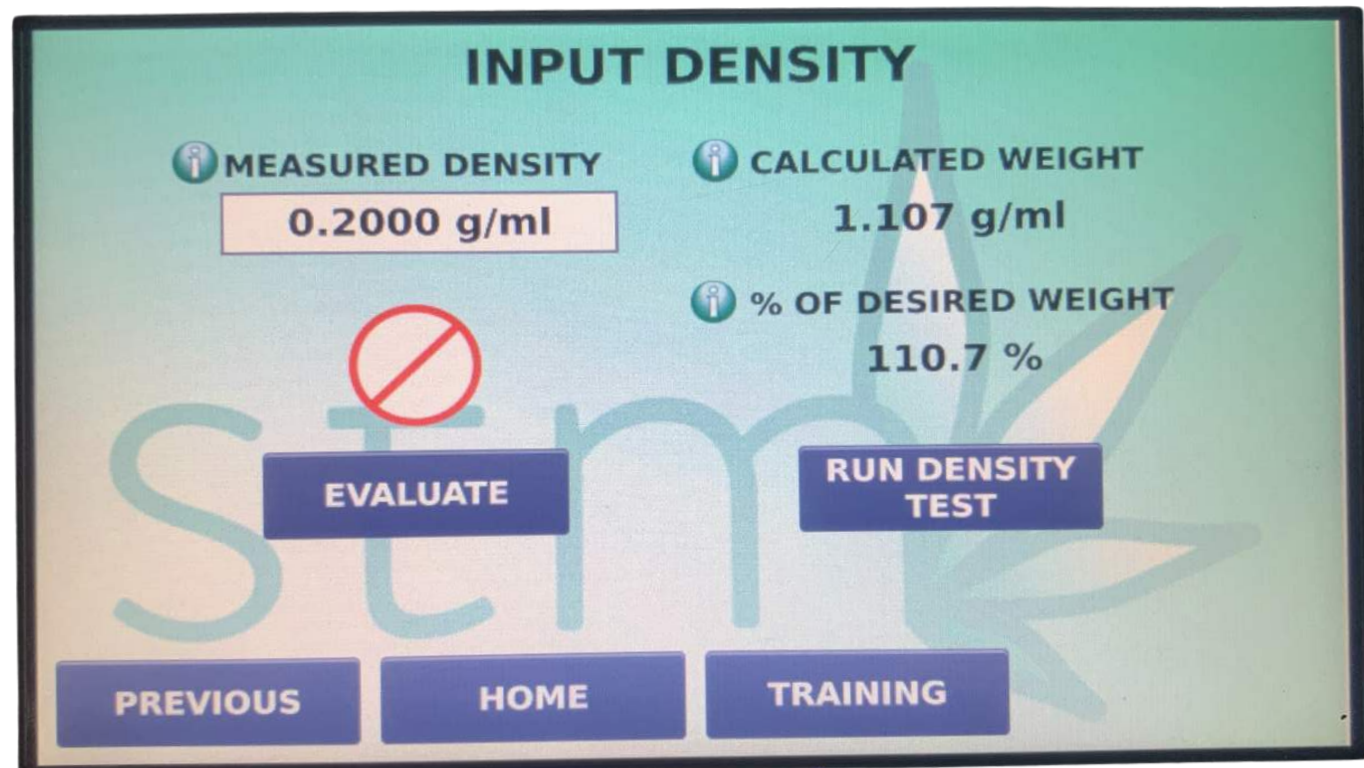 INPUT DENSITY
MEASURED DENSITY
0.2000 g/ml
CALCULATED WEIGHT
1.107 g/ml
% OF DESIRED WEIGHT
110.7 %
stm
EVALUATE
RUN DENSITY
TEST
PREVIOUS
HOME
TRAINING